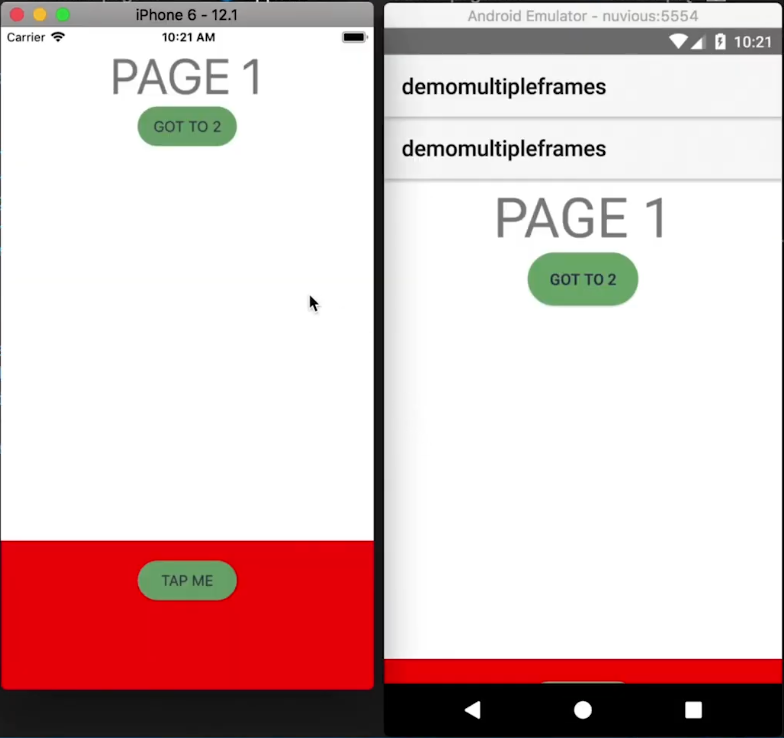 iPhone 6 - 12.1
Carrier
10:21 AM
PAGE 1
GOT TO 2
TAP ME
Android Emulator - nuvious:5554
10:21
demomultipleframes
demomultipleframes
PAGE 1
GOT TO 2